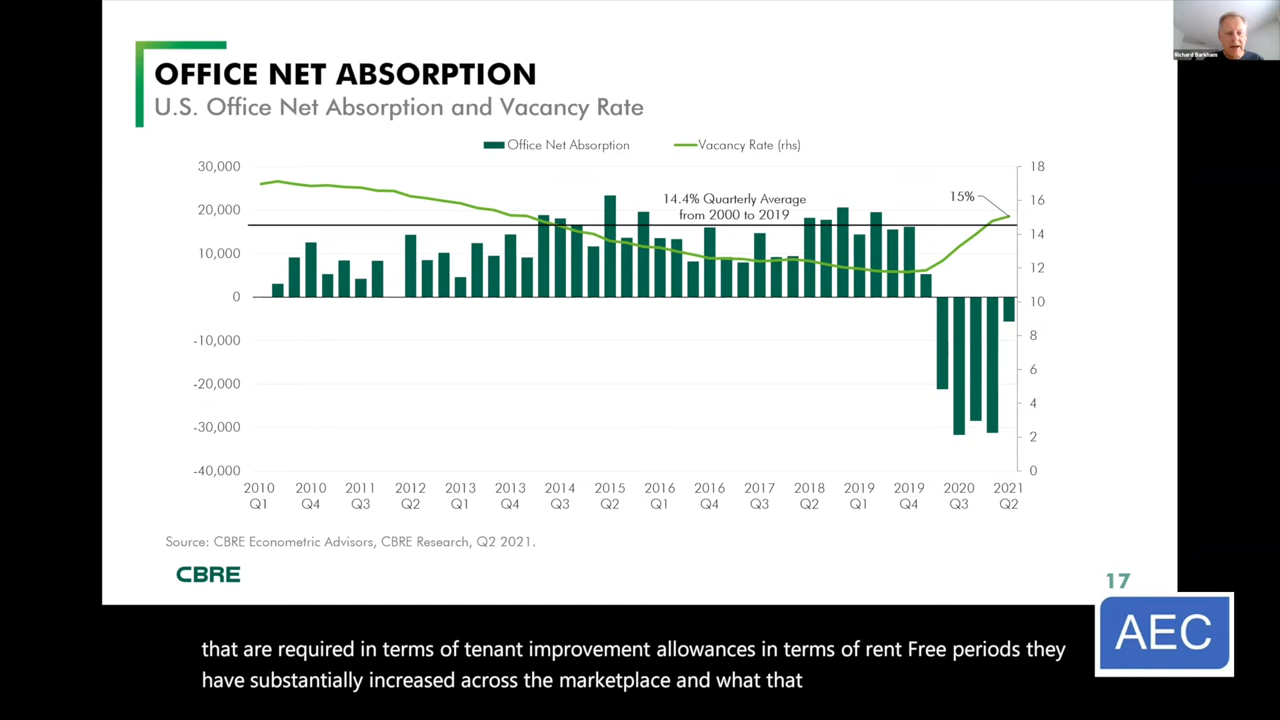 Richard Barkham
OFFICE NET ABSORPTION
U.S. Office Net Absorption and Vacancy Rate
Office Net Absorption
Vacancy Rate (rhs)
30,000
20,000
10,000
0
-10,000
-20,000
-30,000
-40,000
14.4% Quarterly Average
from 2000 to 2019
15%
18
16
14
12
10
8
6
4
2
0
2010 2010 2011 2012 2013 2014 2015 2016 2016 2017 2018 2019 2019 2020 2021
Q1 Q4 Q3 Q2 Q1 Q3 Q2 Q1 Q4 Q3 Q2 Q1 Q4 Q3 Q2
Source: CBRE Econometric Advisors, CBRE Research, Q2 2021.
CBRE
17
AEC
that are required in terms of tenant improvement allowances in terms of rent Free periods they
have substantially increased across the marketplace and what that